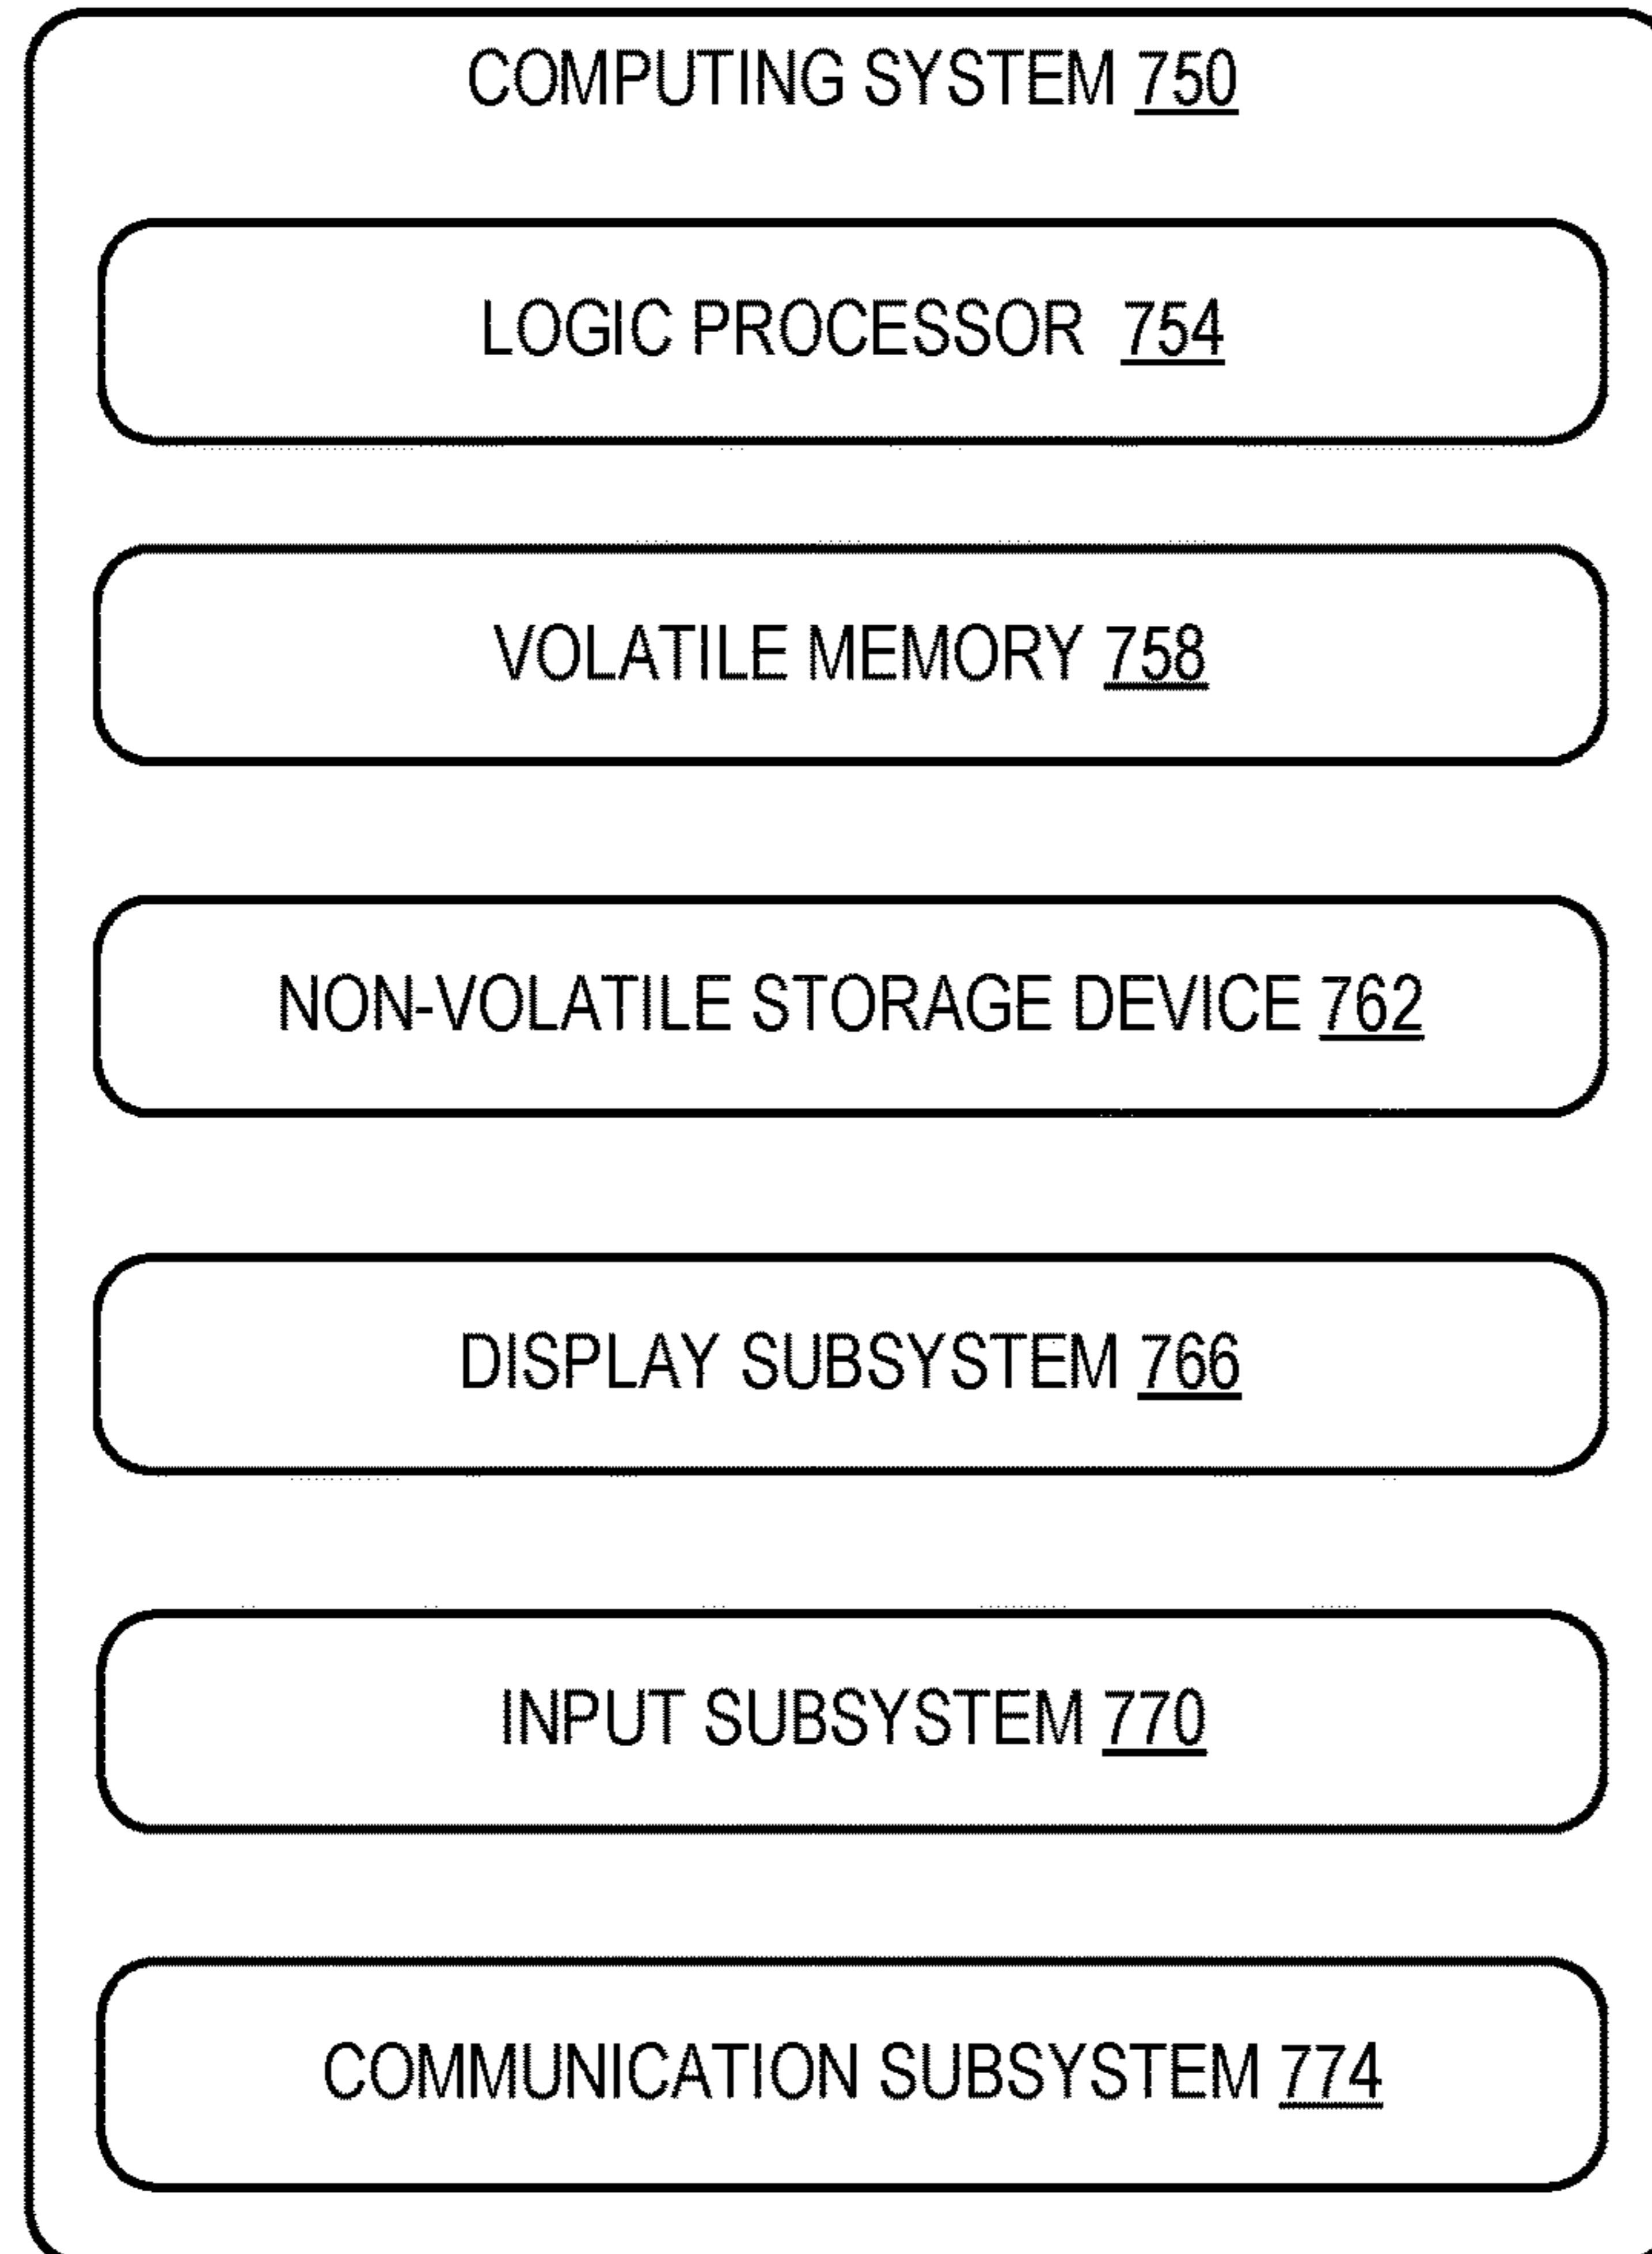 COMPUTING SYSTEM 750
LOGIC PROCESSOR 754
VOLATILE MEMORY 758
NON-VOLATILE STORAGE DEVICE 762
DISPLAY SUBSYSTEM 766
INPUT SUBSYSTEM 770
COMMUNICATION SUBSYSTEM 774